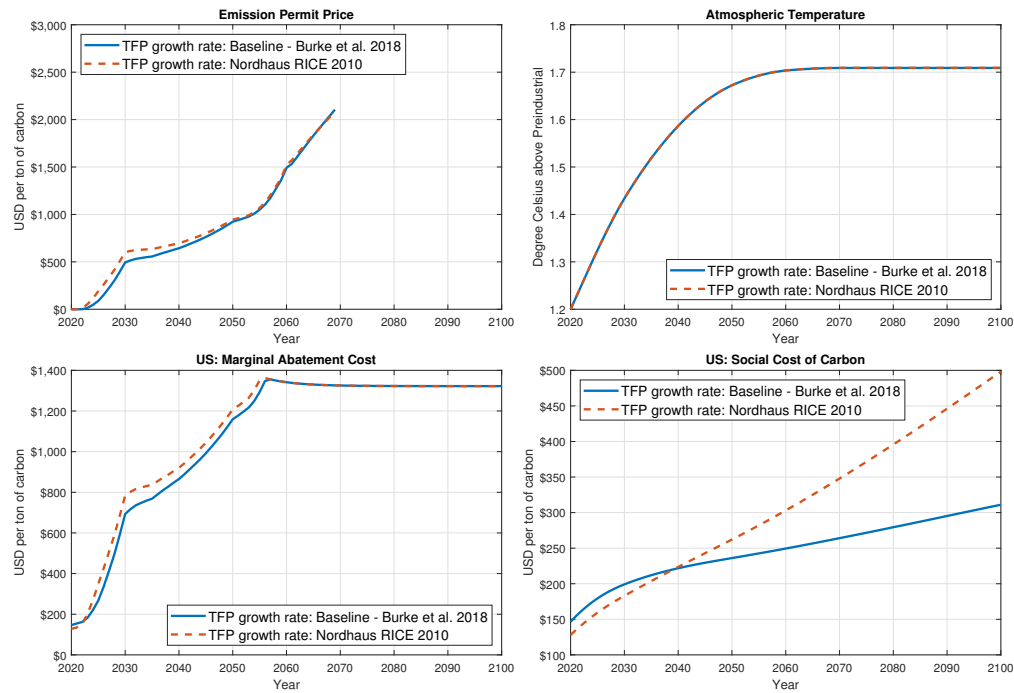 Emission Permit Price
$3,000
$2,500
$2,000
$1,500
$1,000
$500
$0
USD per ton of carbon
TFP growth rate: Baseline - Burke et al. 2018
TFP growth rate: Nordhaus RICE 2010
2020 2030 2040 2050 2060 2070 2080 2090 2100
Year
Atmospheric Temperature
1.8
1.7
1.6
1.5
1.4
1.3
1.2
Degree Celsius above Preindustrial
TFP growth rate: Baseline - Burke et al. 2018
TFP growth rate: Nordhaus RICE 2010
2020 2030 2040 2050 2060 2070 2080 2090 2100
Year
US: Marginal Abatement Cost
$1,400
$1,200
$1,000
$800
$600
$400
$200
$0
USD per ton of carbon
TFP growth rate: Baseline - Burke et al. 2018
TFP growth rate: Nordhaus RICE 2010
2020 2030 2040 2050 2060 2070 2080 2090 2100
Year
US: Social Cost of Carbon
$500
$450
$400
$350
$300
$250
$200
$150
$100
USD per ton of carbon
TFP growth rate: Baseline - Burke et al. 2018
TFP growth rate: Nordhaus RICE 2010
2020 2030 2040 2050 2060 2070 2080 2090 2100
Year